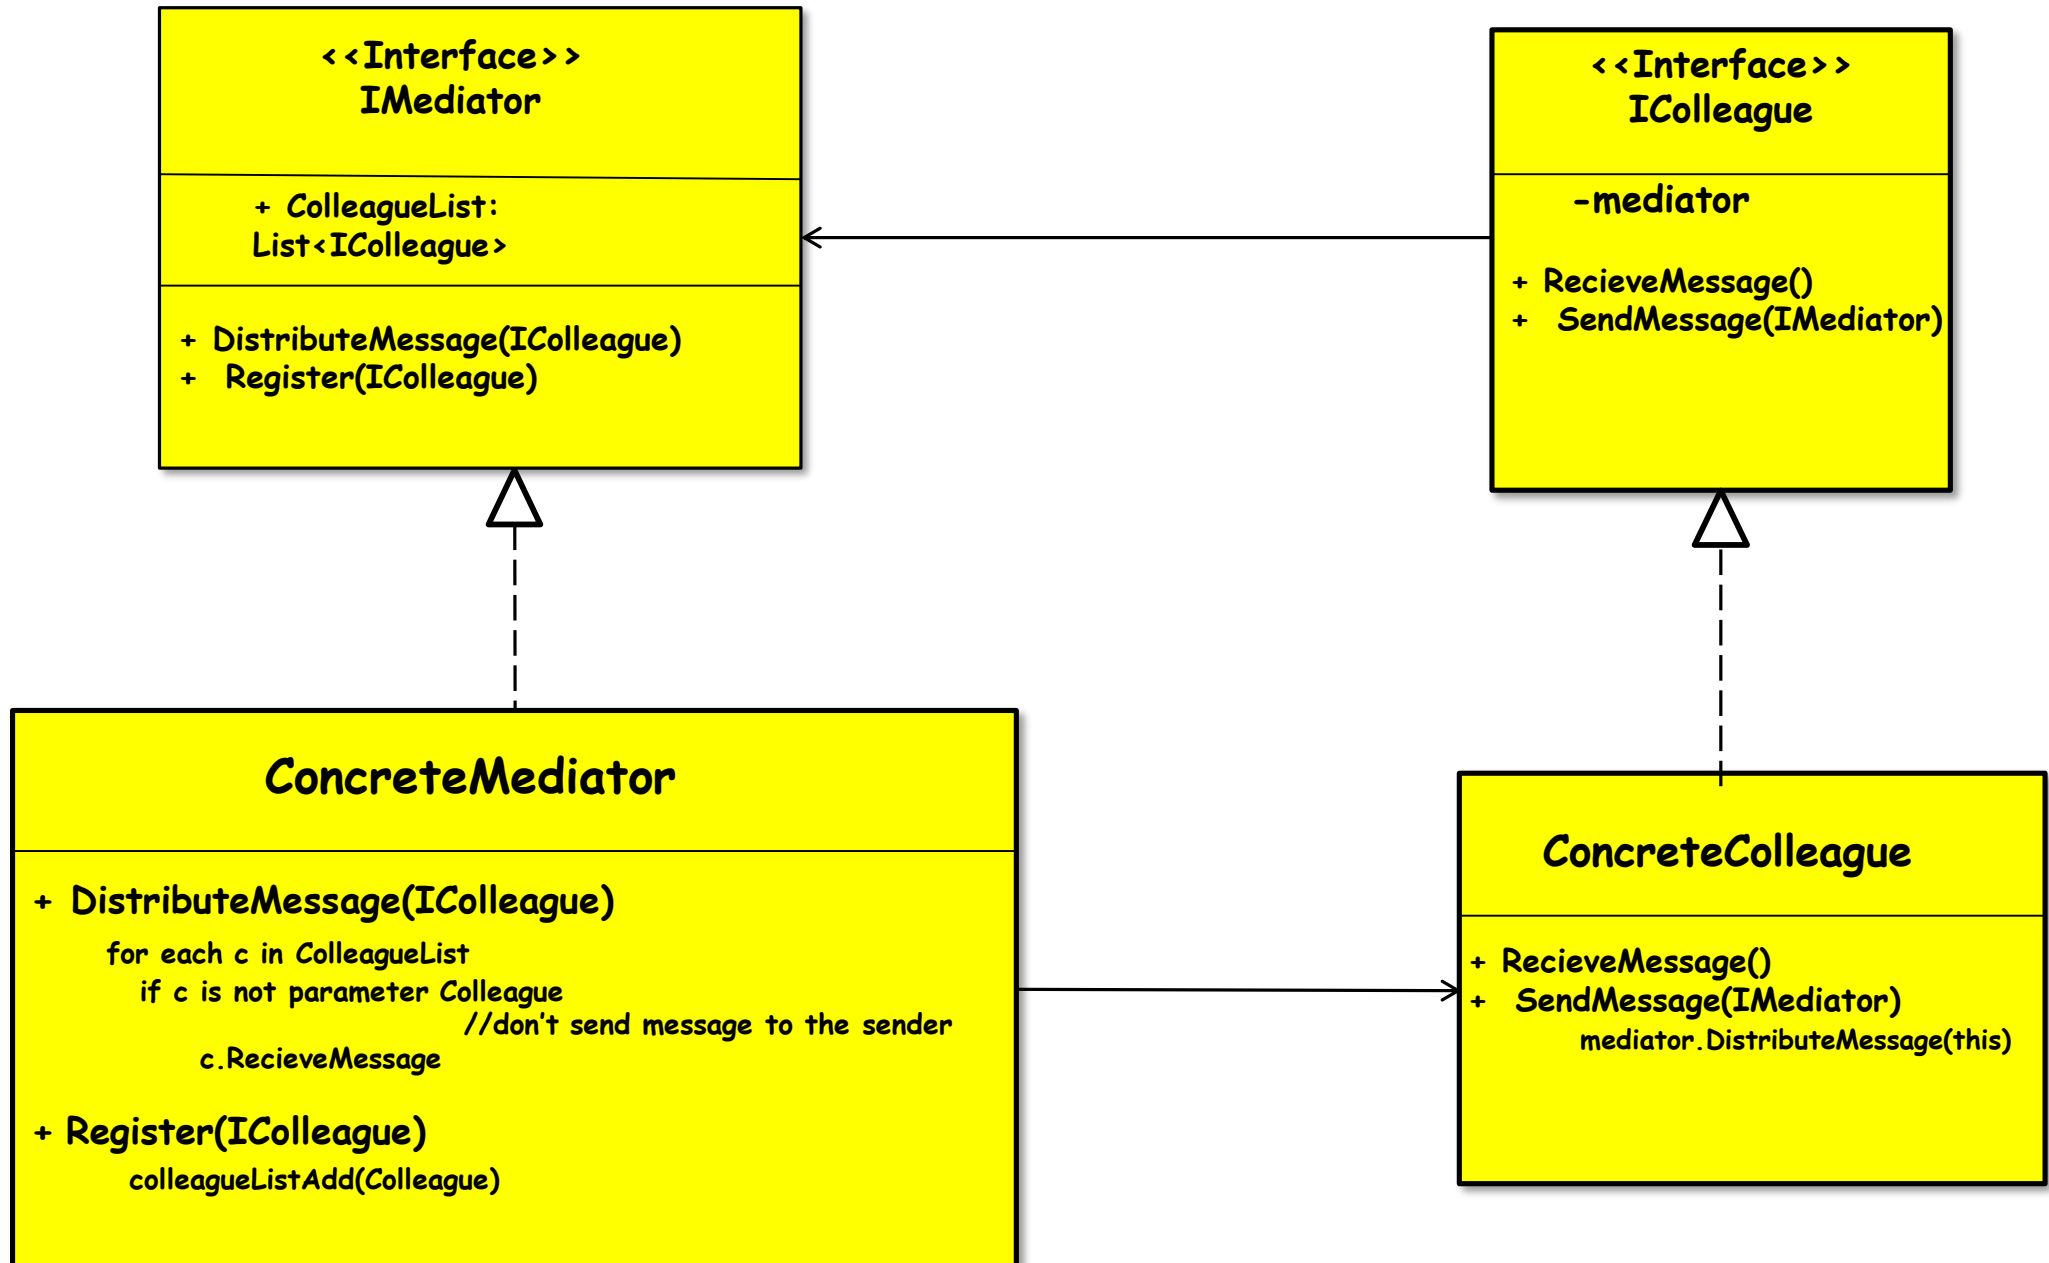 <<Interface>>
IMediator
+ ColleagueList:
List<IColleague>
+ DistributeMessage(IColleague)
+ Register(IColleague)
<<Interface>>
IColleague
-mediator
+ RecieveMessage()
+ SendMessage(IMediator)
ConcreteMediator
+ DistributeMessage(IColleague)
for each c in ColleagueList
if c is not parameter Colleague
//don't send message to the sender
c.RecieveMessage
+ Register(IColleague)
colleagueListAdd(Colleague)
ConcreteColleague
+ RecieveMessage()
+ SendMessage(IMediator)
mediator.DistributeMessage(this)